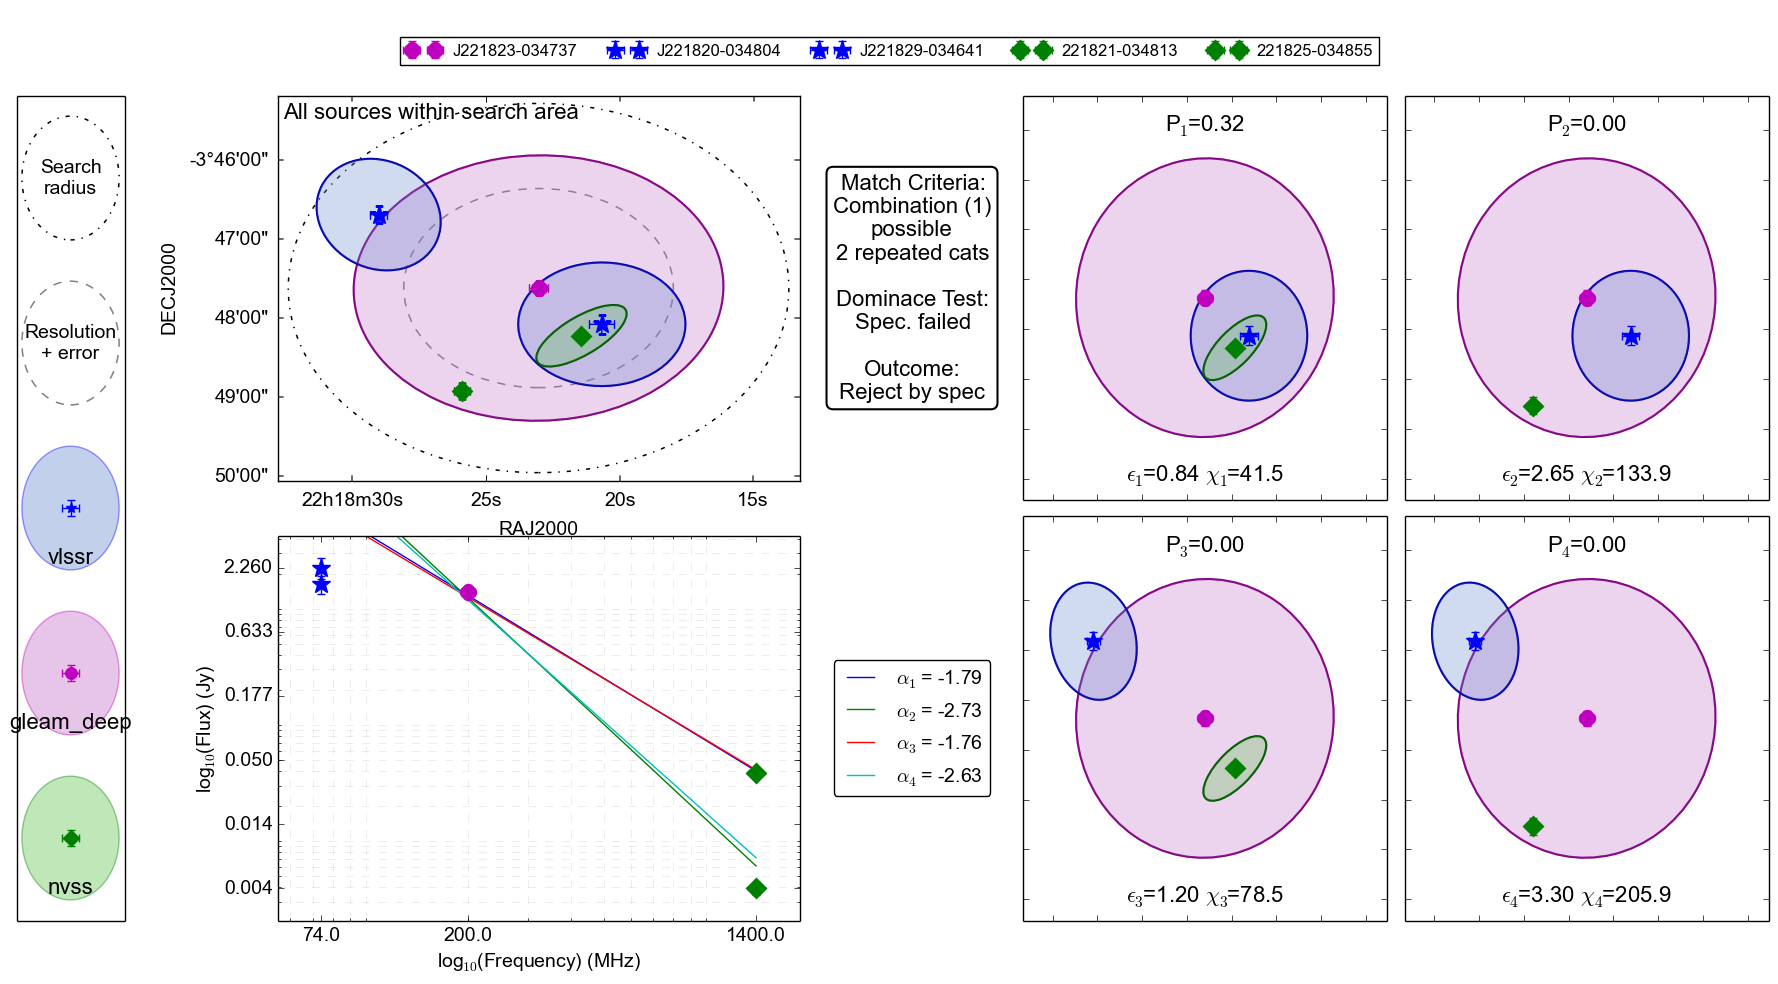 J221823-034737 J221820-034804 J221829-034641 221821-034813 221825-034855
Search
radius
Resolution
+ error
vlssr
gleam_deep
nvss
All sources within search area
DECJ2000
-3°46'00"
47'00"
48'00"
49'00"
50'00"
22h18m30s 25s 20s 15s
RAJ2000
Match Criteria:
Combination (1)
possible
2 repeated cats
Dominace Test:
Spec. failed
Outcome:
Reject by spec
P₁=0.32
ϵ₁=0.84 χ₁=41.5
P₂=0.00
ϵ₂=2.65 χ₂=133.9
log₁₀(Flux) (Jy)
2.260
0.633
0.177
0.050
0.014
0.004
74.0 200.0 1400.0
log₁₀(Frequency) (MHz)
α₁ = -1.79
α₂ = -2.73
α₃ = -1.76
α₄ = -2.63
P₃=0.00
ϵ₃=1.20 χ₃=78.5
P₄=0.00
ϵ₄=3.30 χ₄=205.9